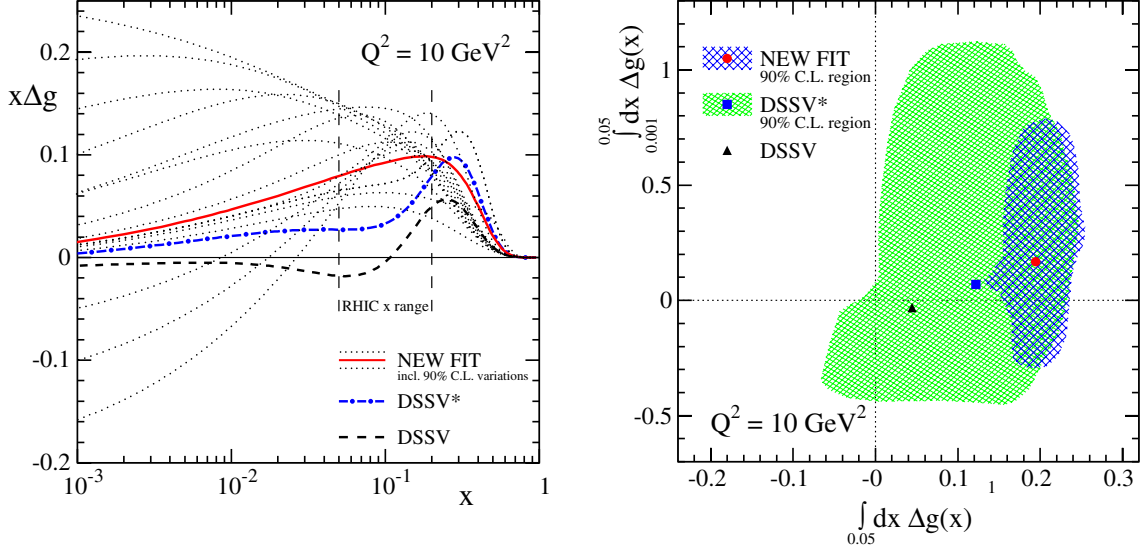 0.2
0.1
0
-0.1
-0.2
xΔg
Q² = 10 GeV²
RHIC x range
NEW FIT
incl. 90% C.L. variations
DSSV*
DSSV
10⁻³
10⁻²
10⁻¹
x
1
1
0.5
0
-0.5
0.05
∫ dx Δg(x)
0.001
NEW FIT
90% C.L. region
DSSV*
90% C.L. region
DSSV
Q² = 10 GeV²
-0.2
-0.1
-0
0.1
0.2
0.3
1
∫ dx Δg(x)
0.05